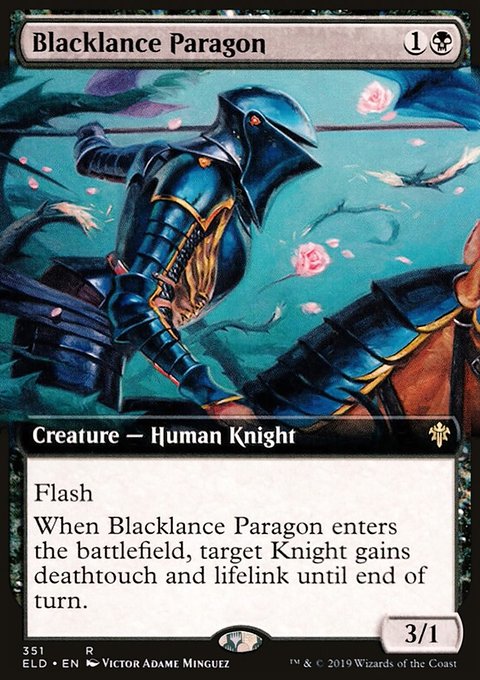 Blacklance Paragon 1
Creature — Human Knight
Flash
When Blacklance Paragon enters
the battlefield, target Knight gains
deathtouch and lifelink until end of
turn.
3/1
351 R
ELD • EN Victor Adame Minguez
™ & © 2019 Wizards of the Coast